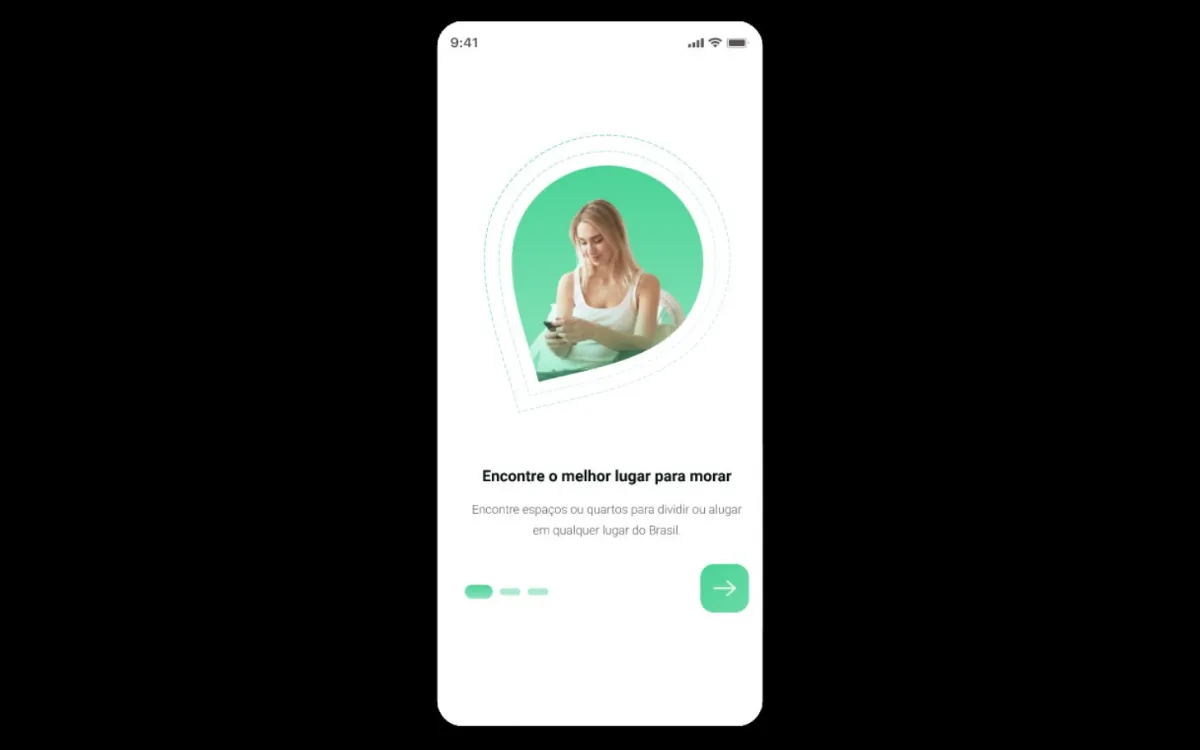 9:41
Encontre o melhor lugar para morar
Encontre espaços ou quartos para dividir ou alugar
em qualquer lugar do Brasil